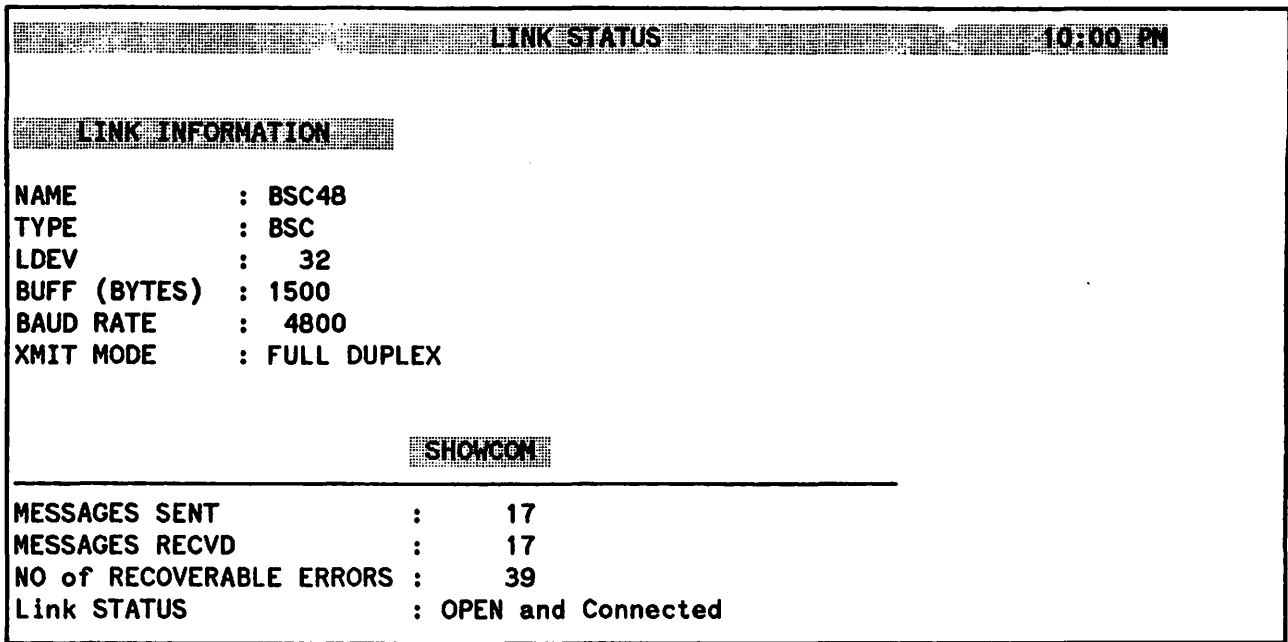 LINK STATUS 10:00 PM
LINK INFORMATION
NAME : BSC48
TYPE : BSC
LDEV : 32
BUFF (BYTES) : 1500
BAUD RATE : 4800
XMIT MODE : FULL DUPLEX
SHOWCOM
MESSAGES SENT : 17
MESSAGES RECVD : 17
NO of RECOVERABLE ERRORS : 39
Link STATUS : OPEN and Connected